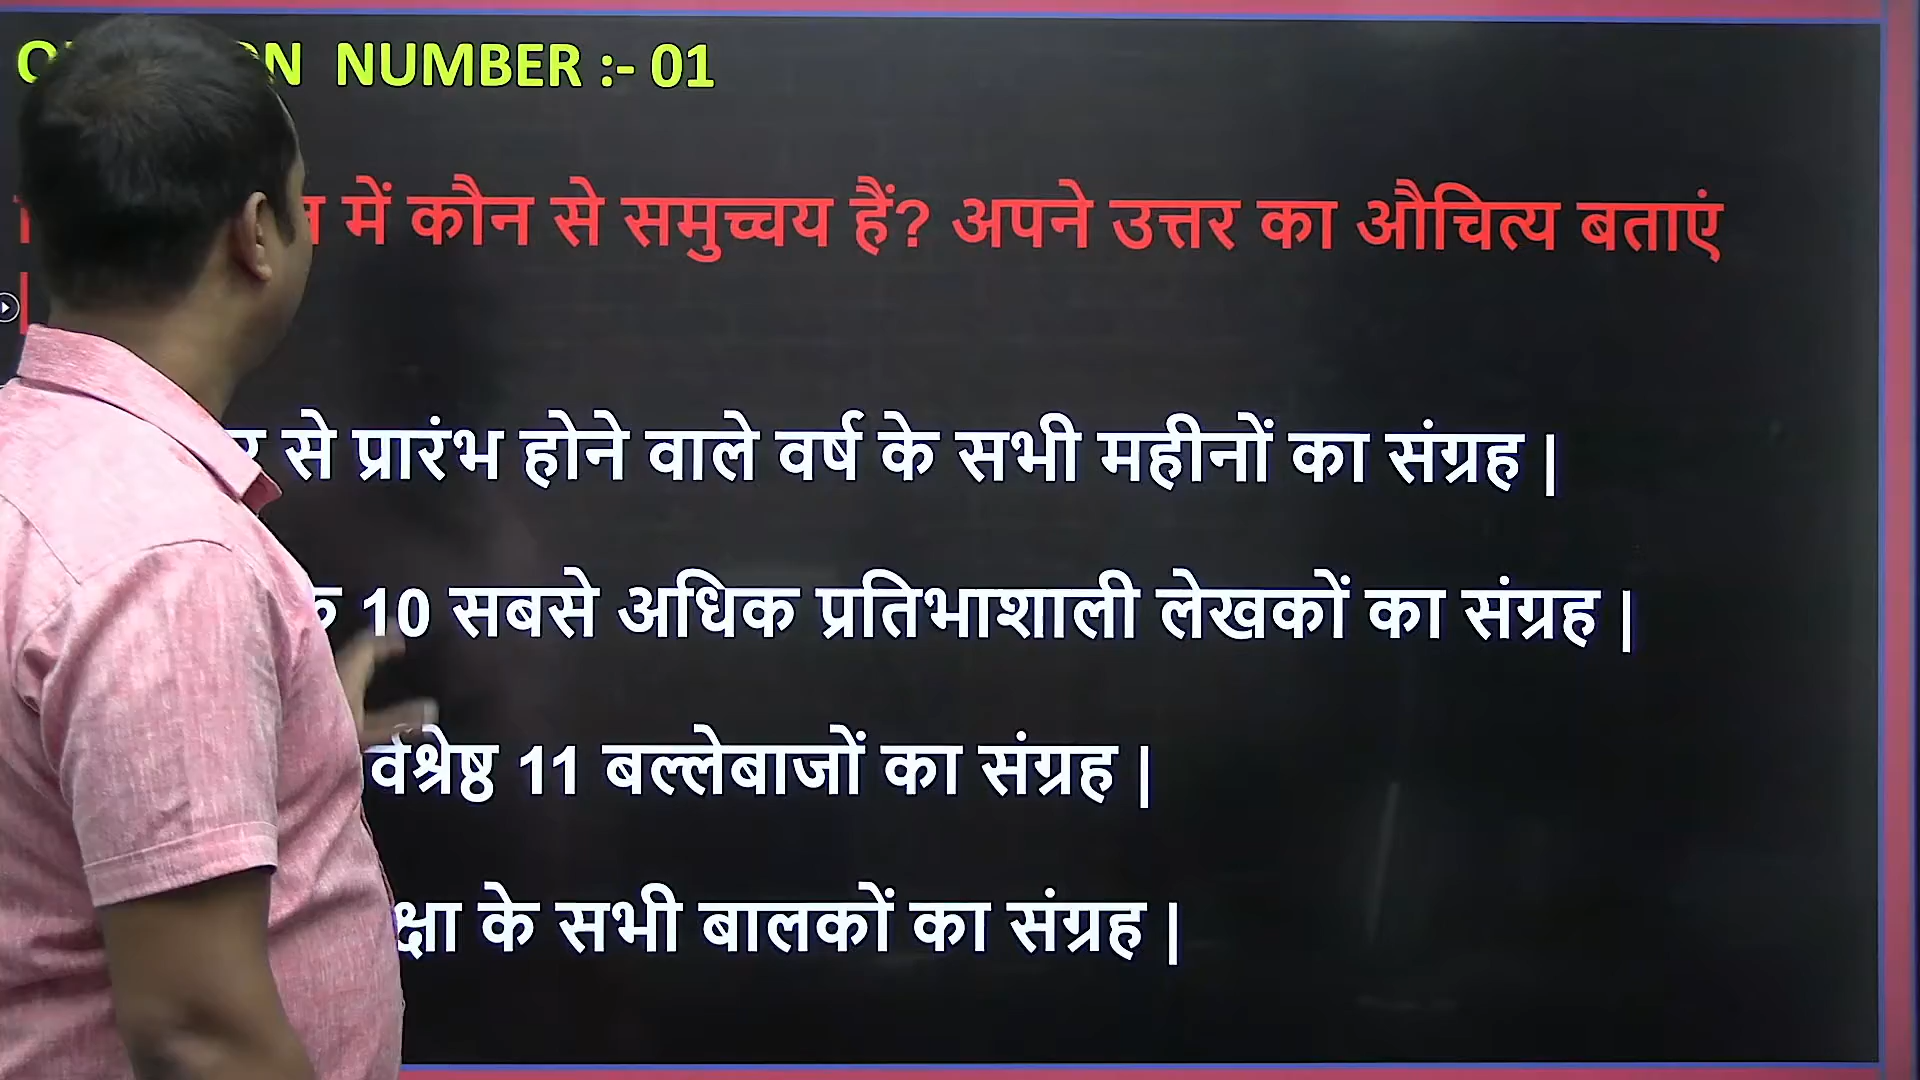 NUMBER :- 01
में कौन से समुच्चय हैं? अपने उत्तर का औचित्य बताएं
|
से प्रारंभ होने वाले वर्ष के सभी महीनों का संग्रह |
10 सबसे अधिक प्रतिभाशाली लेखकों का संग्रह |
11 बल्लेबाजों का संग्रह |
के सभी बालकों का संग्रह |